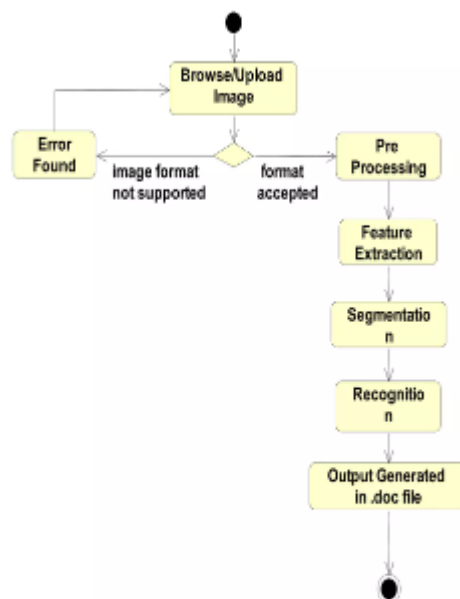 Browse/Upload
Image
Error
Found
image format
not supported
format
accepted
Pre
Processing
Feature
Extraction
Segmentatio
n
Recognitio
n
Output Generated
in .doc file